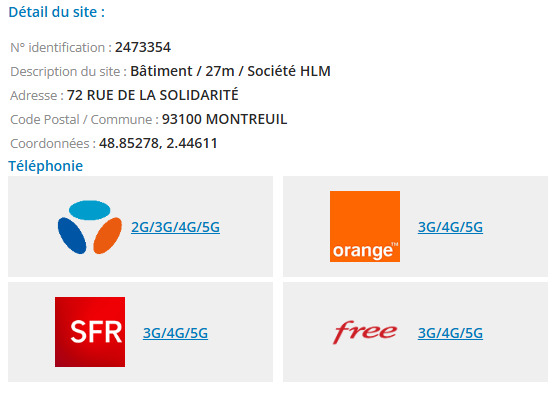 Détail du site :
N° identification : 2473354
Description du site : Bâtiment / 27m / Société HLM
Adresse : 72 RUE DE LA SOLIDARITÉ
Code Postal / Commune : 93100 MONTREUIL
Coordonnées : 48.85278, 2.44611
Téléphonie
2G/3G/4G/5G
orange™ 3G/4G/5G
SFR 3G/4G/5G
free 3G/4G/5G